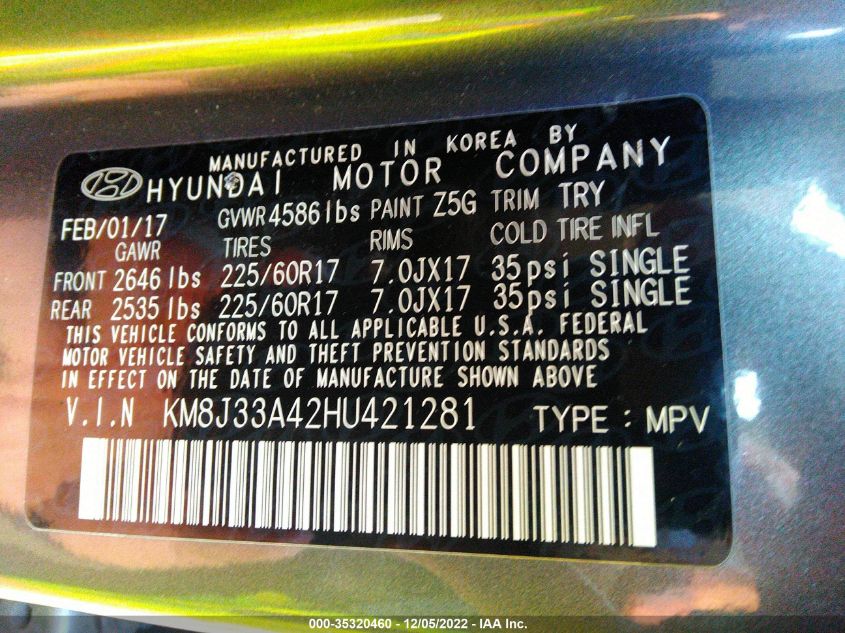 MANUFACTURED IN KOREA BY
HYUNDAI MOTOR COMPANY
FEB/01/17 GVWR 4586 lbs PAINT Z5G TRIM TRY
GAWR TIRES RIMS COLD TIRE INFL
FRONT 2646 lbs 225/60R17 7.0JX17 35psi SINGLE
REAR 2535 lbs 225/60R17 7.0JX17 35psi SINGLE
THIS VEHICLE CONFORMS TO ALL APPLICABLE U.S.A. FEDERAL
MOTOR VEHICLE SAFETY AND THEFT PREVENTION STANDARDS
IN EFFECT ON THE DATE OF MANUFACTURE SHOWN ABOVE
V.I.N KM8J33A42HU421281 TYPE : MPV
000-35320460 - 12/05/2022 - IAA Inc.